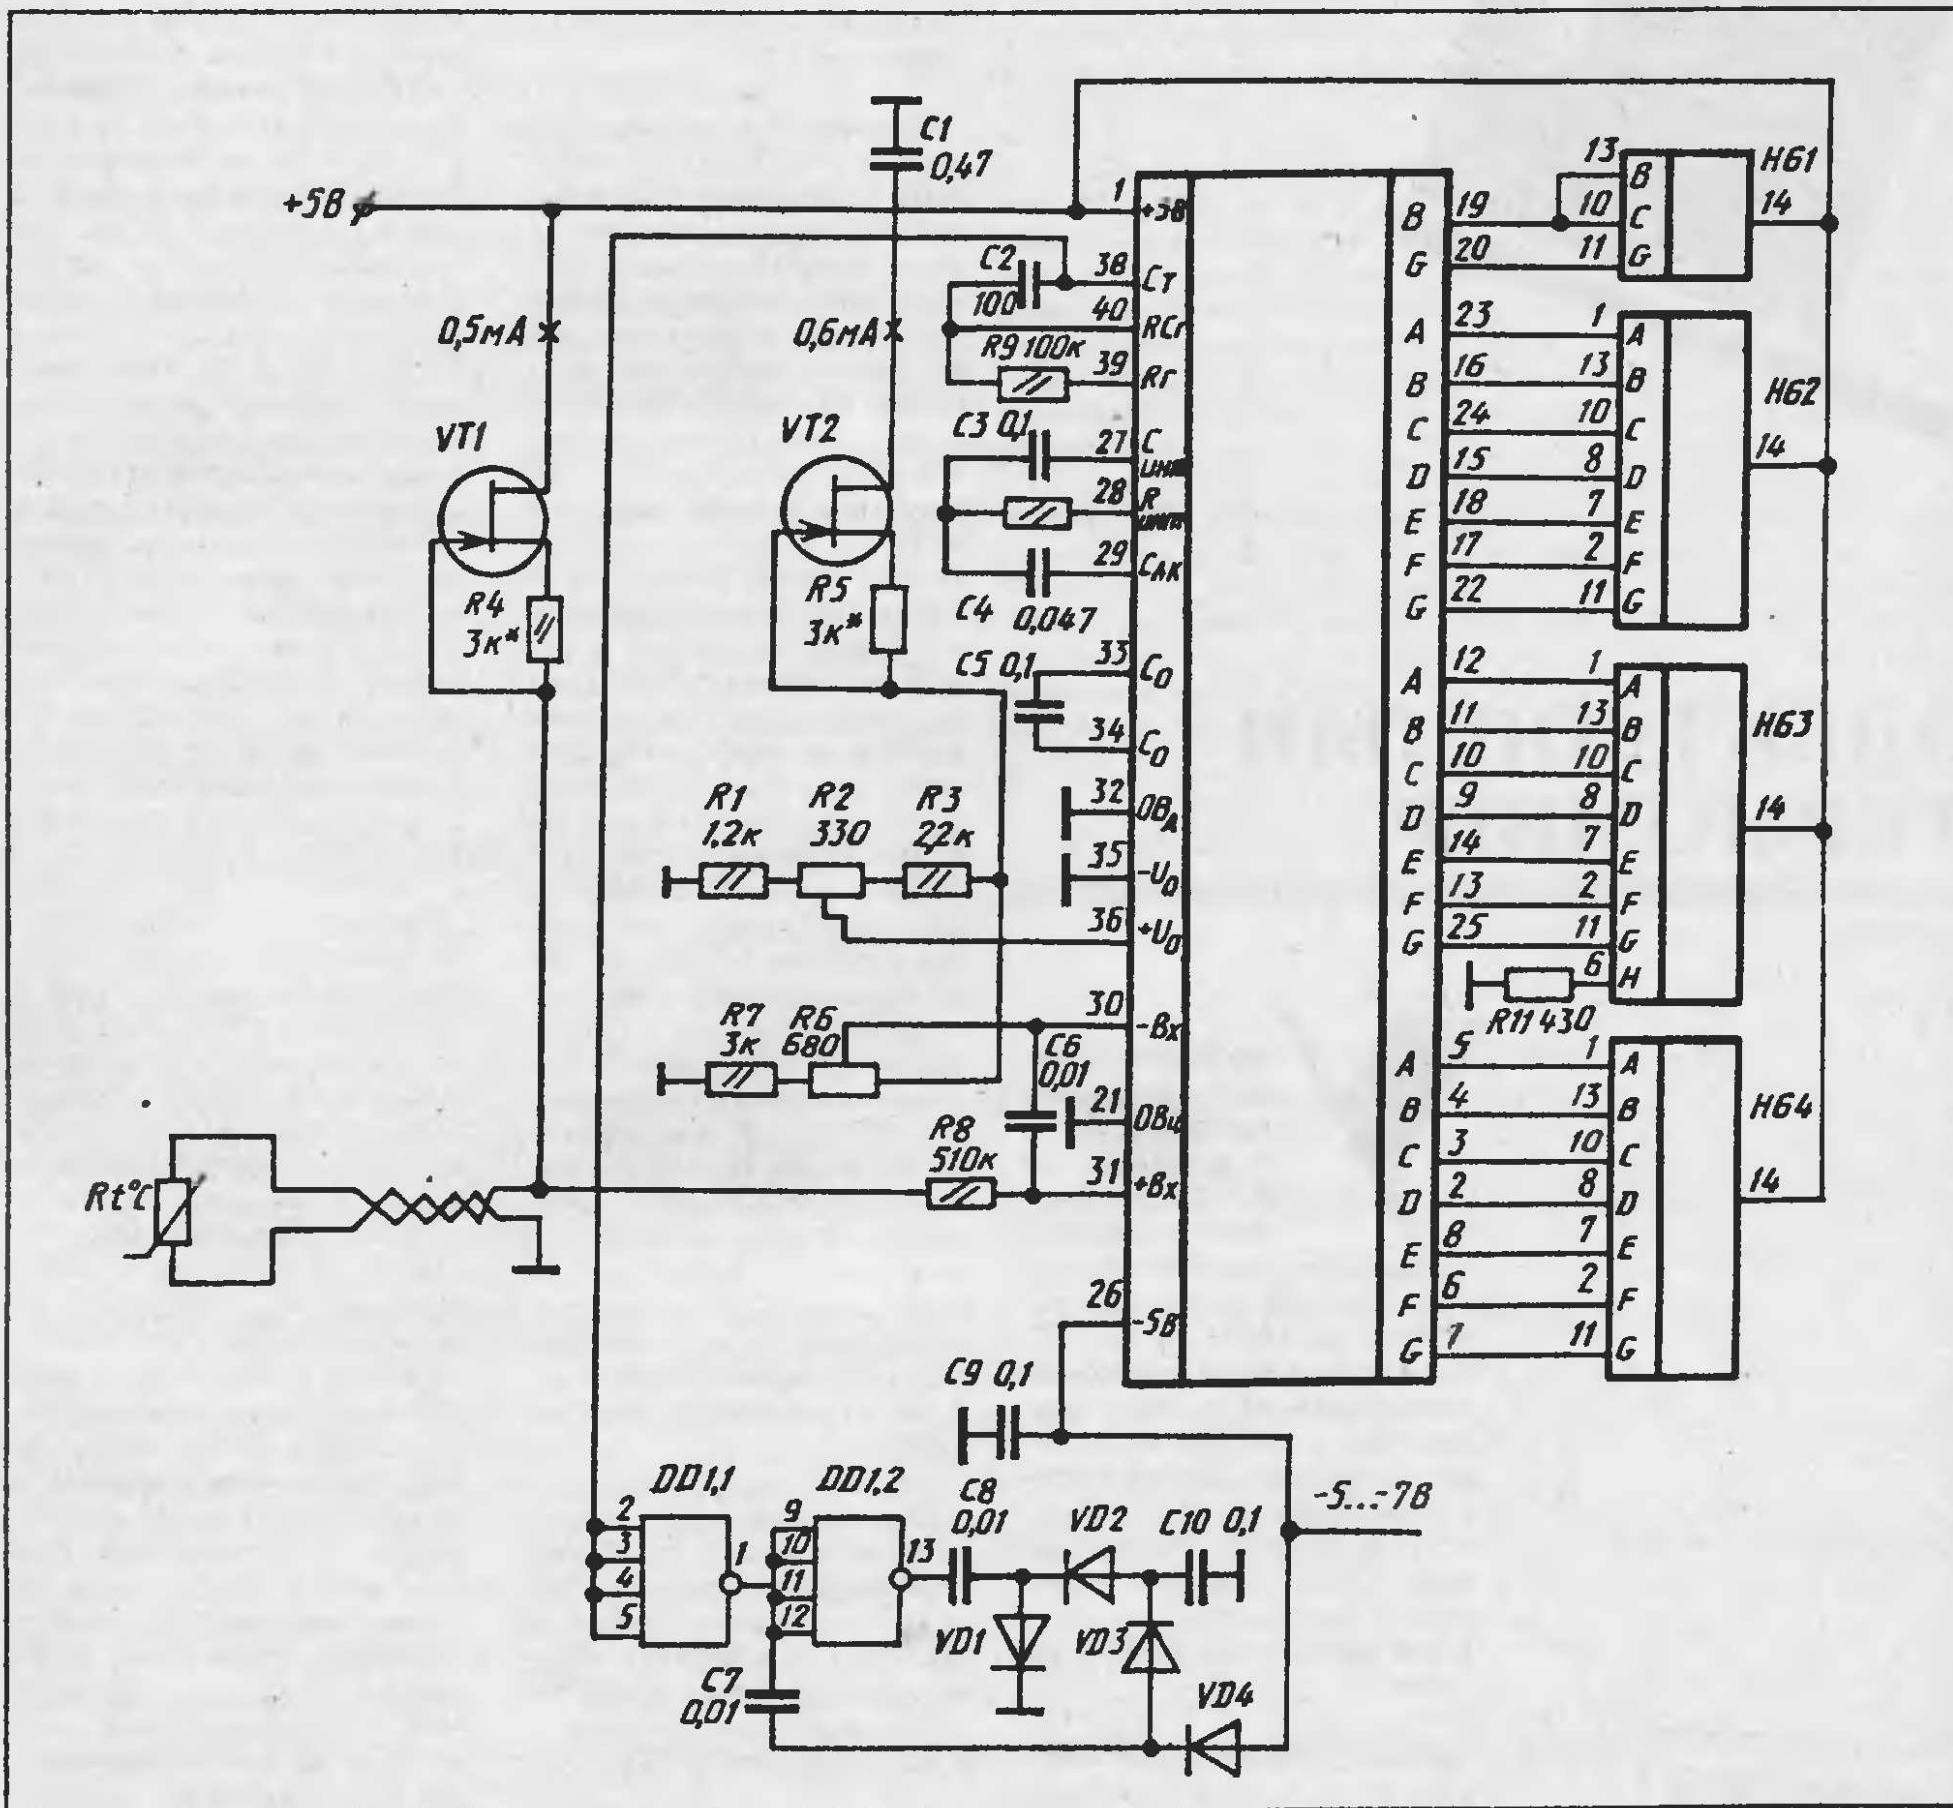 C1
0,47
+5В
0,5мА
0,6мА
VT1
R4
3к*
VT2
R5
3к*
C2
100
R9 100к
C3 0,1
C4
0,047
C5 0,1
R1
1,2к
R2
330
R3
2,2к
R7
3к
R6
680
C6
0,01
R8
510к
Rt°C
1 +5В
38 Cт
40 RCг
39 Rг
27 C
28 R
29 CАК
33 C0
34 C0
32 0ВА
35 -U0
36 +U0
30 -Вх
21 0Вц
31 +Вх
26 -5В
B 19
G 20
A 23
B 16
C 24
D 15
E 18
F 17
G 22
A 12
B 11
C 10
D 9
E 14
F 13
G 25
A 5
B 4
C 3
D 2
E 8
F 6
G 7
13 B
10 C
11 G
HG1
14
1 A
13 B
10 C
8 D
7 E
2 F
11 G
HG2
14
1 A
13 B
10 C
8 D
7 E
2 F
11 G
6 H
HG3
14
R11 430
1 A
13 B
10 C
8 D
7 E
2 F
11 G
HG4
14
C9 0,1
DD1,1
2
3
4
5
1
DD1,2
9
10
11
12
13
C8
0,01
VD2
C10 0,1
-5...-7В
VD1
VD3
C7
0,01
VD4